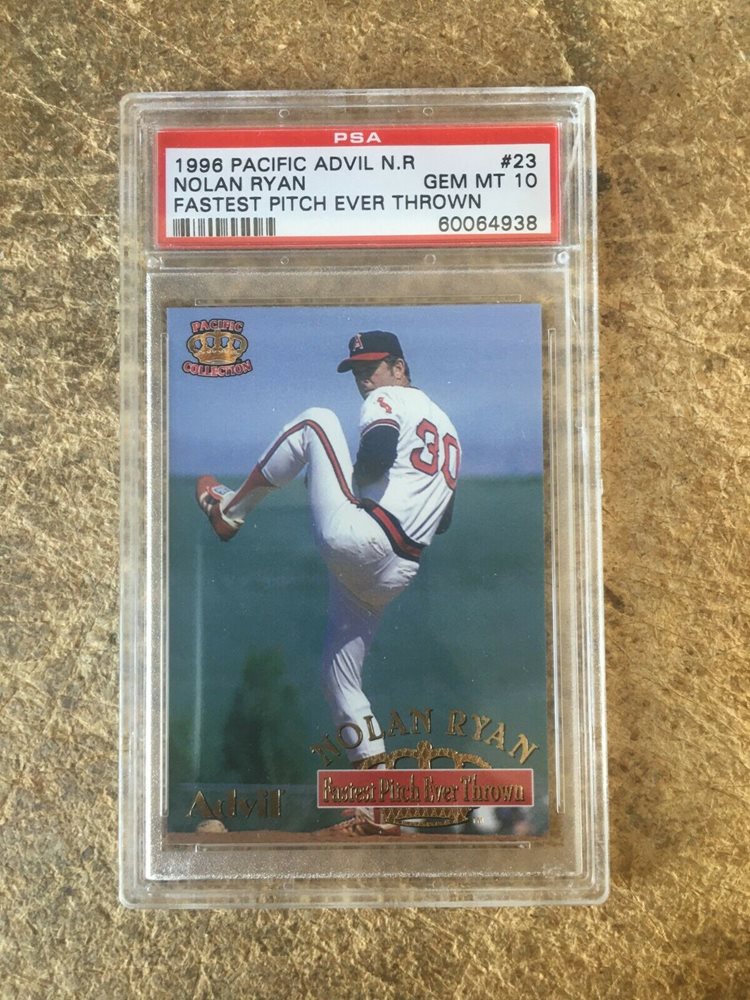 PSA
1996 PACIFIC ADVIL N.R #23
NOLAN RYAN GEM MT 10
FASTEST PITCH EVER THROWN
60064938
PACIFIC
COLLECTION
A
30
NOLAN RYAN
Fastest Pitch Ever Thrown
Advil